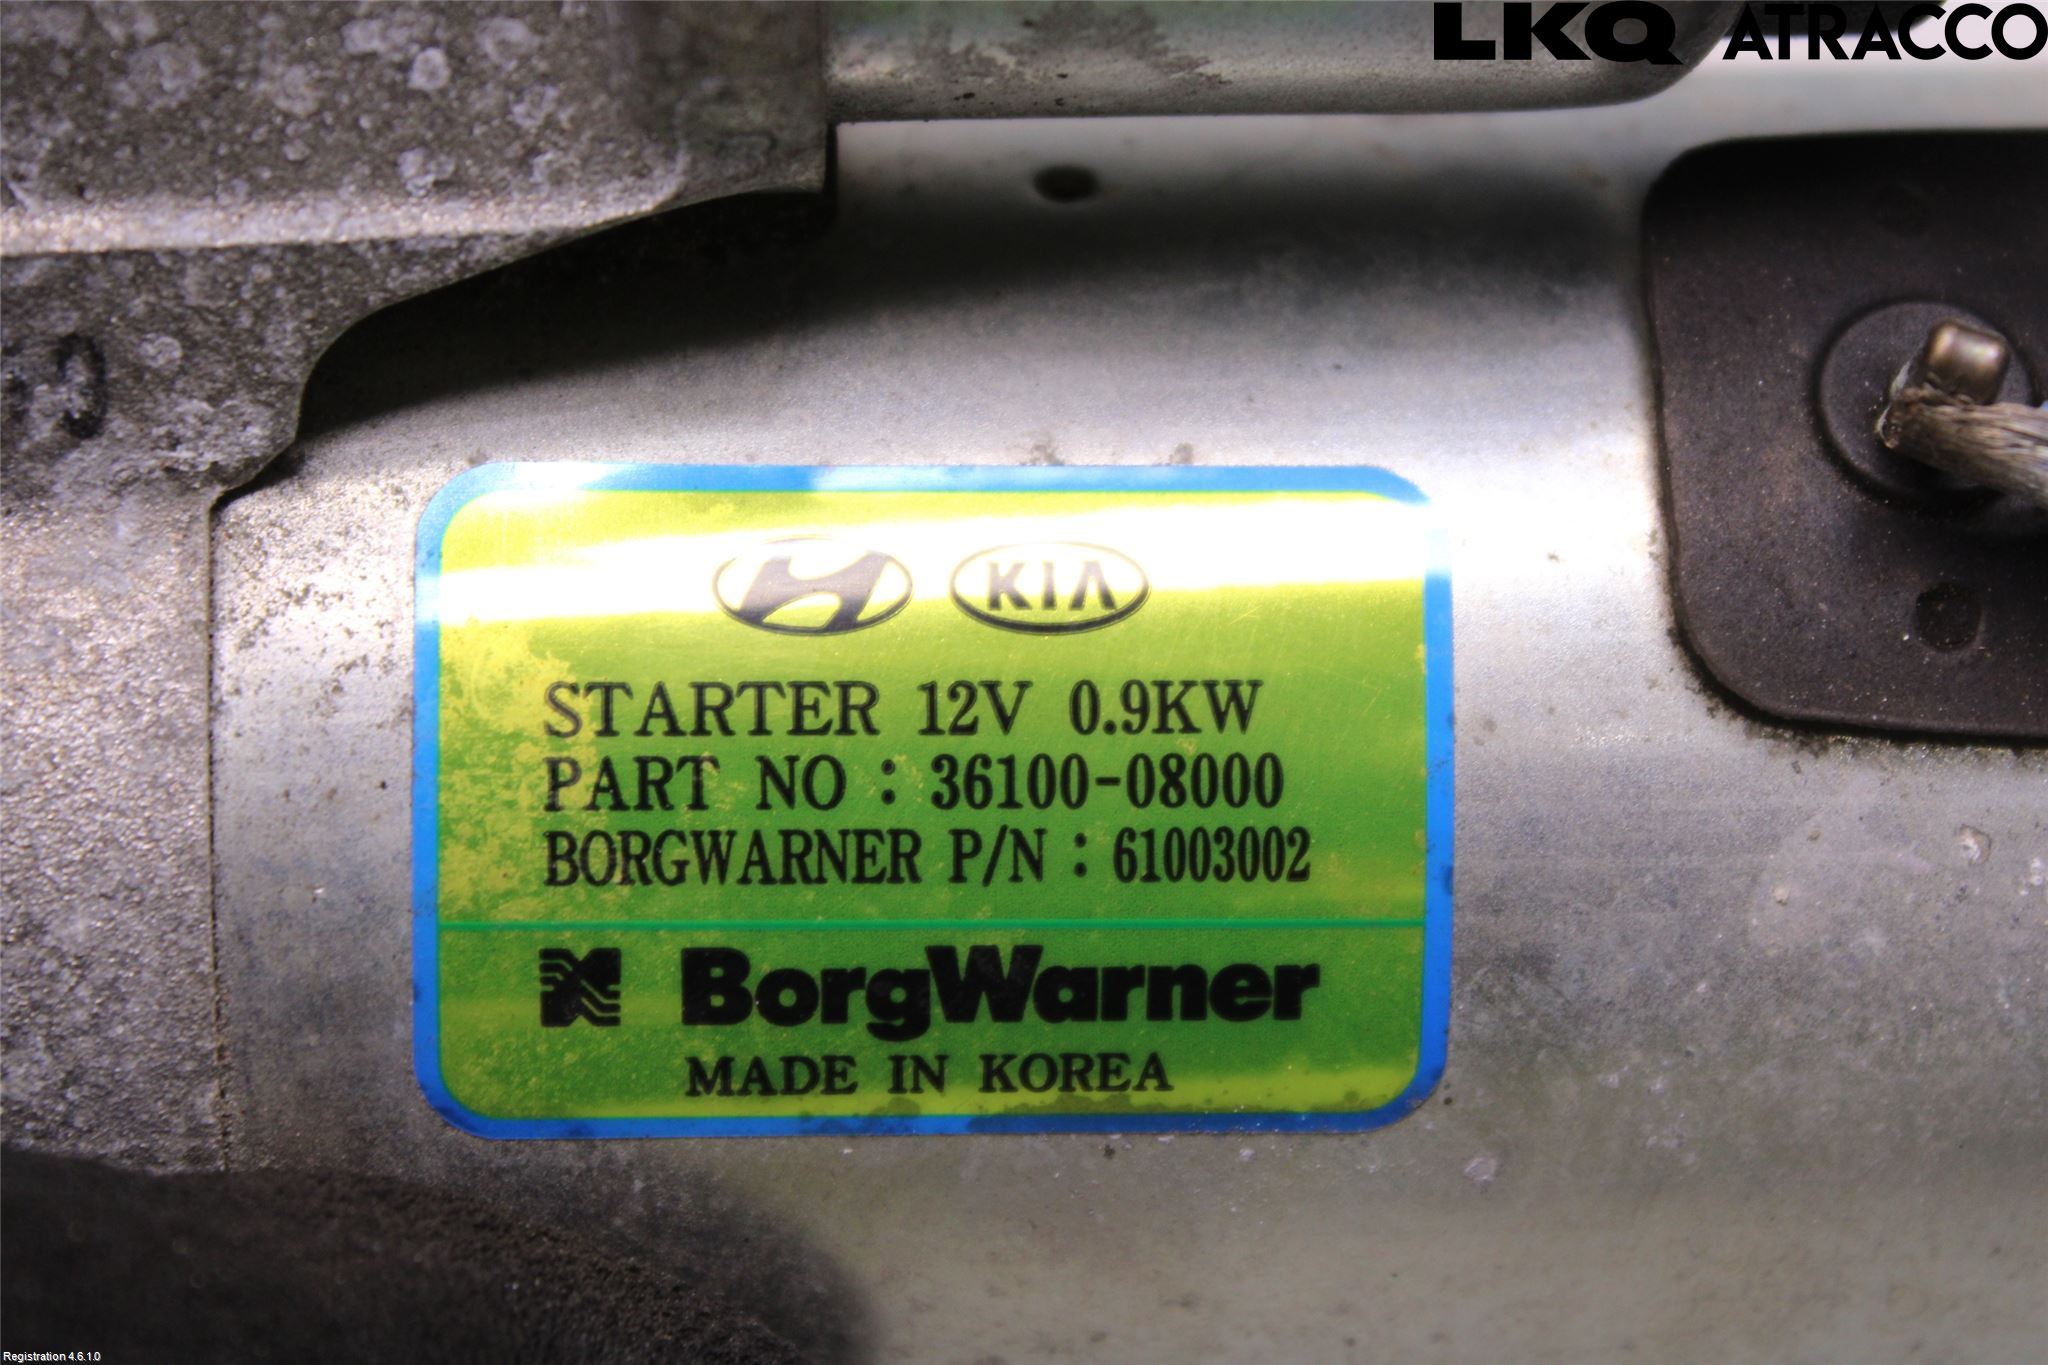 LKQ ATRACCO
KIA
STARTER 12V 0.9KW
PART NO : 36100-08000
BORGWARNER P/N : 61003002
BorgWarner
MADE IN KOREA
Registration 4.6.1.0